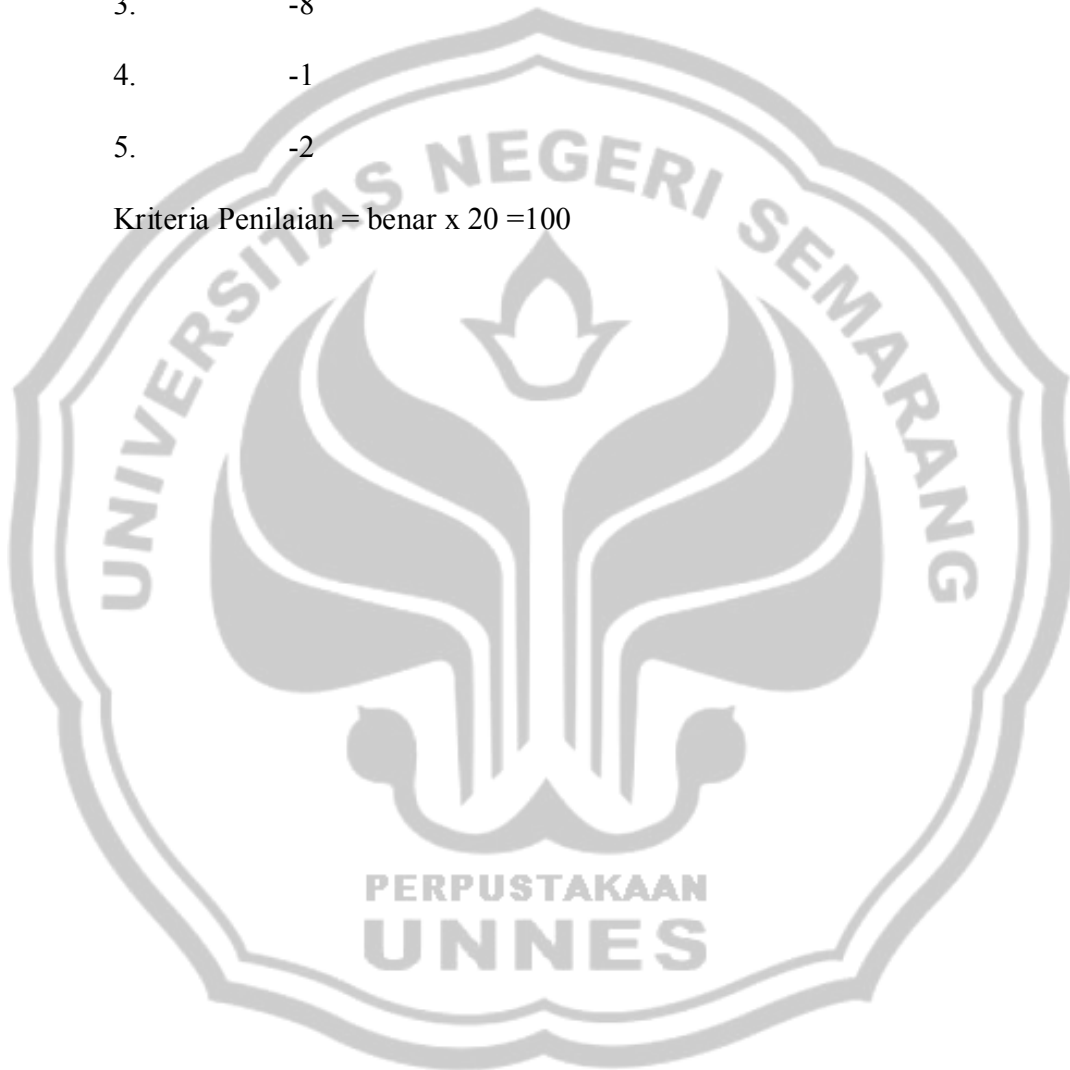 3. -8
4. -1
5. -2
Kriteria Penilaian = benar x 20 =100
UNIVERSITAS NEGERI SEMARANG
PERPUSTAKAAN
UNNES